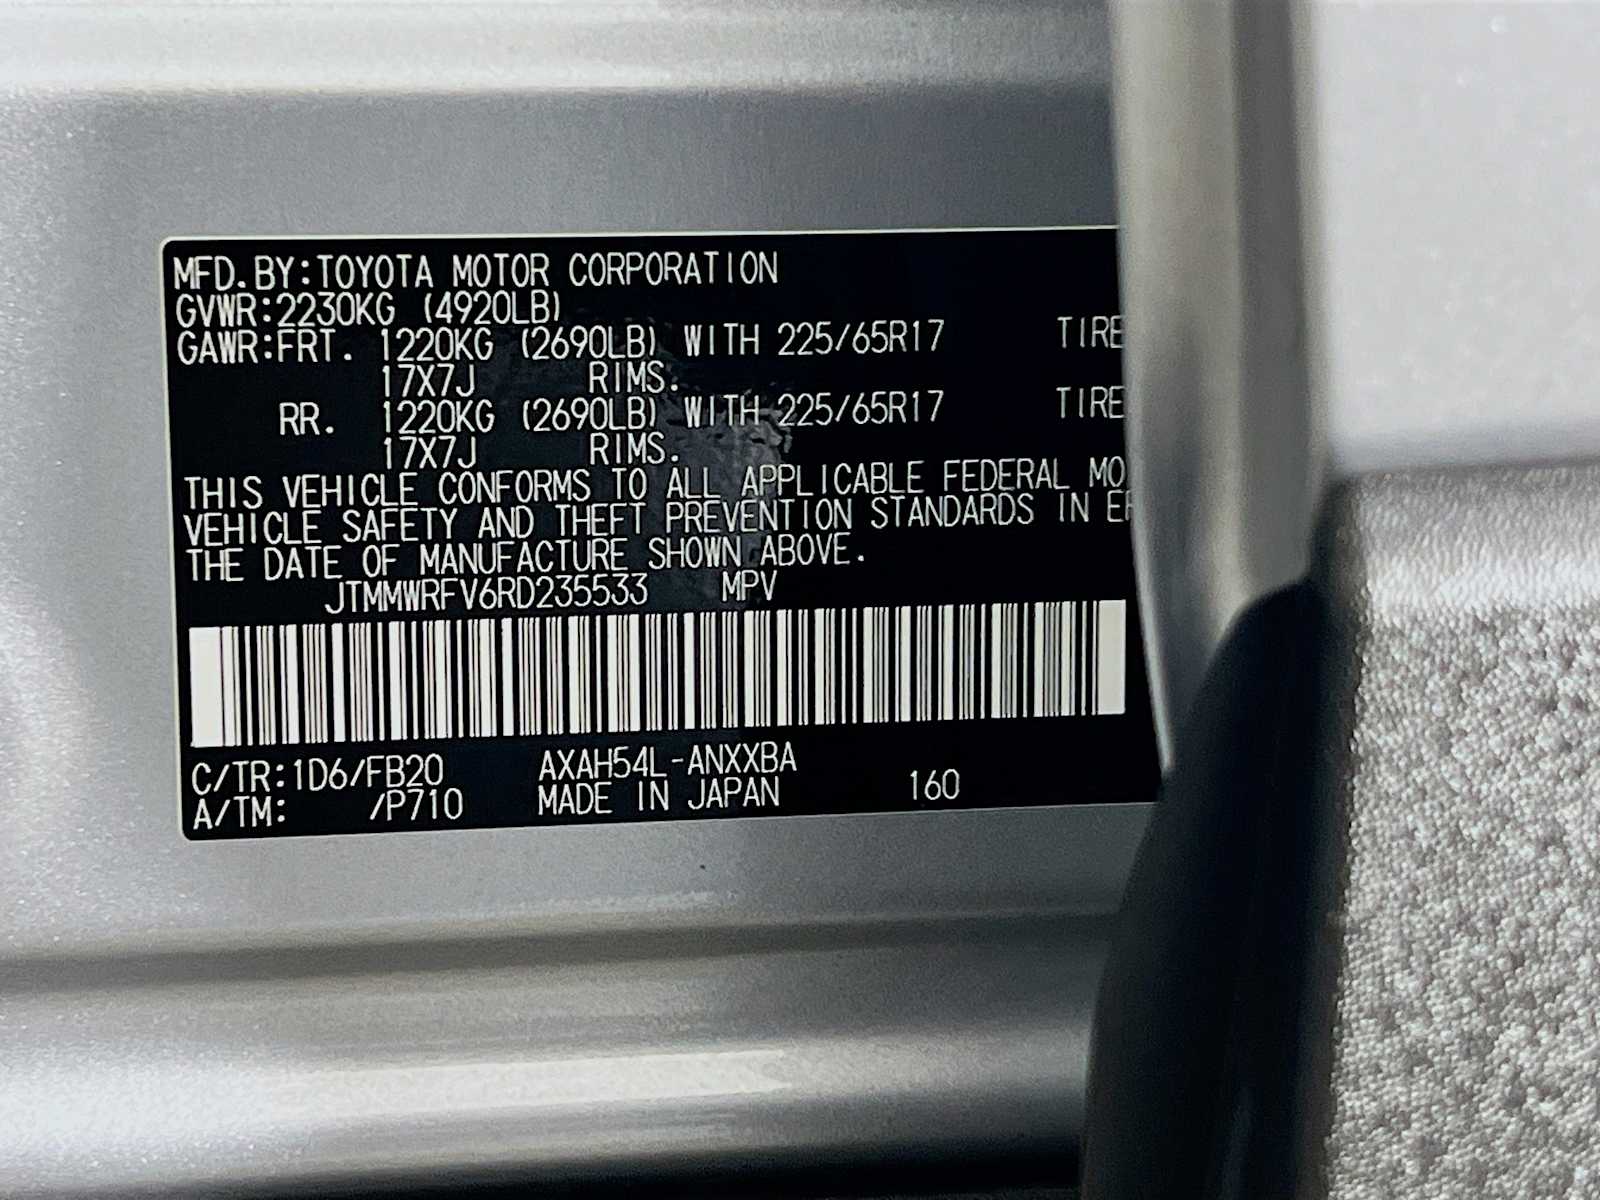 MFD.BY:TOYOTA MOTOR CORPORATION
GVWR:2230KG (4920LB)
GAWR:FRT. 1220KG (2690LB) WITH 225/65R17 TIRE
17X7J RIMS.
RR. 1220KG (2690LB) WITH 225/65R17 TIRE
17X7J RIMS.
THIS VEHICLE CONFORMS TO ALL APPLICABLE FEDERAL MO
VEHICLE SAFETY AND THEFT PREVENTION STANDARDS IN EF
THE DATE OF MANUFACTURE SHOWN ABOVE.
JTMMWRFV6RD235533 MPV
C/TR:1D6/FB20 AXAH54L-ANXXBA
A/TM: /P710 MADE IN JAPAN 160